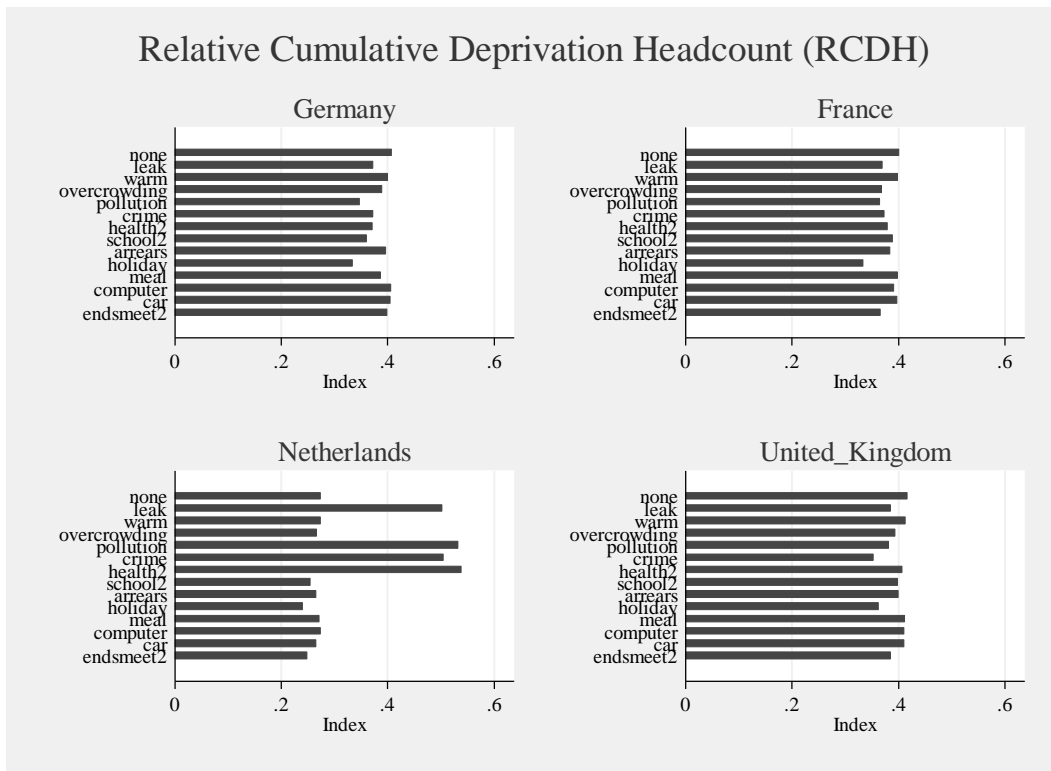 Relative Cumulative Deprivation Headcount (RCDH)
Germany
none
leak
warm
overcrowding
pollution
crime
health2
school2
arrears
holiday
meal
computer
car
endsmeet2
0 .2 .4 .6
Index
France
none
leak
warm
overcrowding
pollution
crime
health2
school2
arrears
holiday
meal
computer
car
endsmeet2
0 .2 .4 .6
Index
Netherlands
none
leak
warm
overcrowding
pollution
crime
health2
school2
arrears
holiday
meal
computer
car
endsmeet2
0 .2 .4 .6
Index
United_Kingdom
none
leak
warm
overcrowding
pollution
crime
health2
school2
arrears
holiday
meal
computer
car
endsmeet2
0 .2 .4 .6
Index